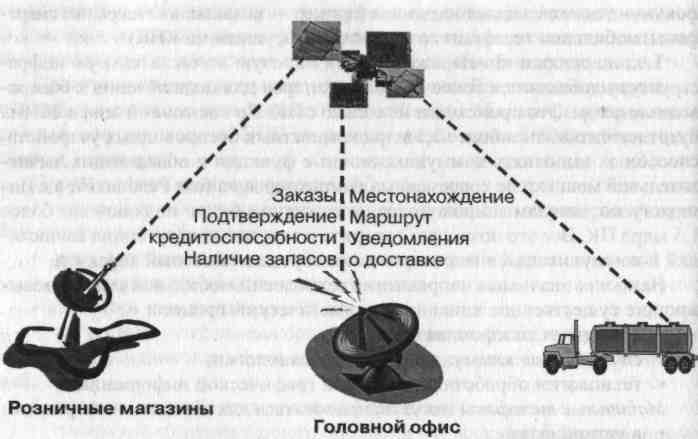 Заказы
Подтверждение
кредитоспособности
Наличие запасов
Местонахождение
Маршрут
Уведомления
о доставке
Розничные магазины
Головной офис